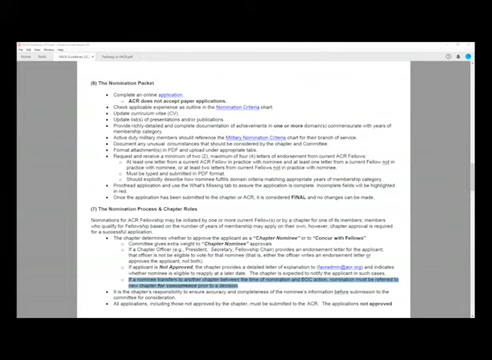 Home Tools
(6) The Nomination Packet
• Complete an online application.
◦ ACR does not accept paper applications.
• Check applicable experience as outline in the Nomination Criteria chart
• Update curriculum vitae (CV).
• Update list(s) of presentations and/or publications.
• Provide richly-detailed and complete documentation of achievements in one or more domain(s) commensurate with years of
membership category.
• Active duty military members should reference the Military Nomination Criteria chart for their branch of service.
• Document any unusual circumstances that should be considered by the chapter and Committee
• Format attachment(s) in PDF and upload with application.
• Request and receive a minimum of two (2), maximum of four (4) letters of endorsement from current ACR Fellows
◦ At least one letter from a current Fellow in practice with nominee and at least one letter from a current Fellow not in
practice with nominee, or at least two letters from current Fellows not in practice with nominee.
◦ Must be typed and submitted in PDF format.
◦ Should explicitly describe how nominee fulfills domain criteria matching appropriate years of membership category.
• Proofread application and use the What's Missing tab to assure the application is complete. Incomplete fields will be highlighted
in red.
• Once the application has been submitted to the chapter or ACR, it is considered FINAL and no changes can be made.
(7) The Nomination Process & Chapter Roles
Nominations for ACR Fellowship may be initiated by one or more current Fellow(s) or by a chapter for one of its members; members
who qualify for Fellowship based on the number of years of membership may apply on their own; however, chapter approval is
required for all nominations.
• The chapter determines whether to approve the applicant as a "Chapter Nominee" or to "Concur with Fellows"
◦ Committee gives extra weight to "Chapter Nominee" approvals
◦ If a Chapter Officer (e.g., President, Secretary, Fellowship Chair) provides an endorsement letter for the applicant, that
officer is not be eligible to vote for that nominee (that is, either the officer writes an endorsement letter or
approves the applicant, not both).
◦ If applicant is Not Approved, the chapter provides a detailed letter of explanation to and indicates
whether nominee is eligible to reapply at a later date. The chapter is expected to notify the applicant in such cases.
◦ If a nominee transfers to another chapter between the time of nomination and BOC action, nomination must be referred to
new chapter for concurrence prior to a decision.
• It is the chapter's responsibility to ensure accuracy and completeness of the nominee's information before submission to the
committee for consideration.
• All applications, including those not approved by the chapter, must be submitted to the ACR. The applications not approved